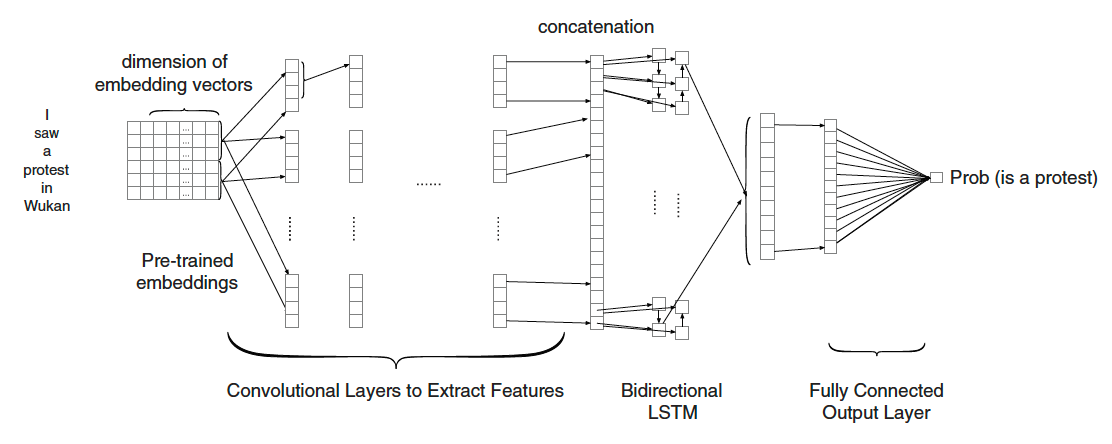 concatenation
dimension of
embedding vectors
I
saw
a
protest
in
Wukan
...
...
...
...
...
...
......
......
......
......
......
......
Pre-trained
embeddings
Prob (is a protest)
Convolutional Layers to Extract Features
Bidirectional
LSTM
Fully Connected
Output Layer